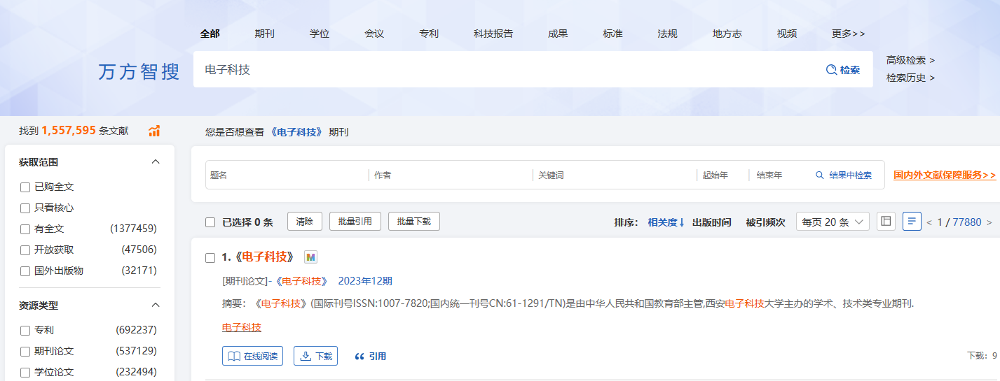 全部 期刊 学位 会议 专利 科技报告 成果 标准 法规 地方志 视频 更多>>
万方智搜 电子科技 检索 高级检索 >
检索历史 >
找到 1,557,595 条文献 您是否想查看 《电子科技》 期刊
获取范围
题名 作者 关键词 起始年 结束年 结果中检索 国内外文献保障服务>>
已购全文
只看核心
有全文 (1377459)
开放获取 (47506)
国外出版物 (32171)
已选择 0 条 清除 批量引用 批量下载 排序： 相关度↓ 出版时间 被引频次 每页 20 条 < 1 / 77880 >
1.《电子科技》 M
[期刊论文]-《电子科技》 2023年12期
摘要：《电子科技》(国际刊号ISSN:1007-7820;国内统一刊号CN:61-1291/TN)是由中华人民共和国教育部主管,西安电子科技大学主办的学术、技术类专业期刊.
电子科技
在线阅读 下载 引用 下载：9
资源类型
专利 (692237)
期刊论文 (537129)
学位论文 (232494)